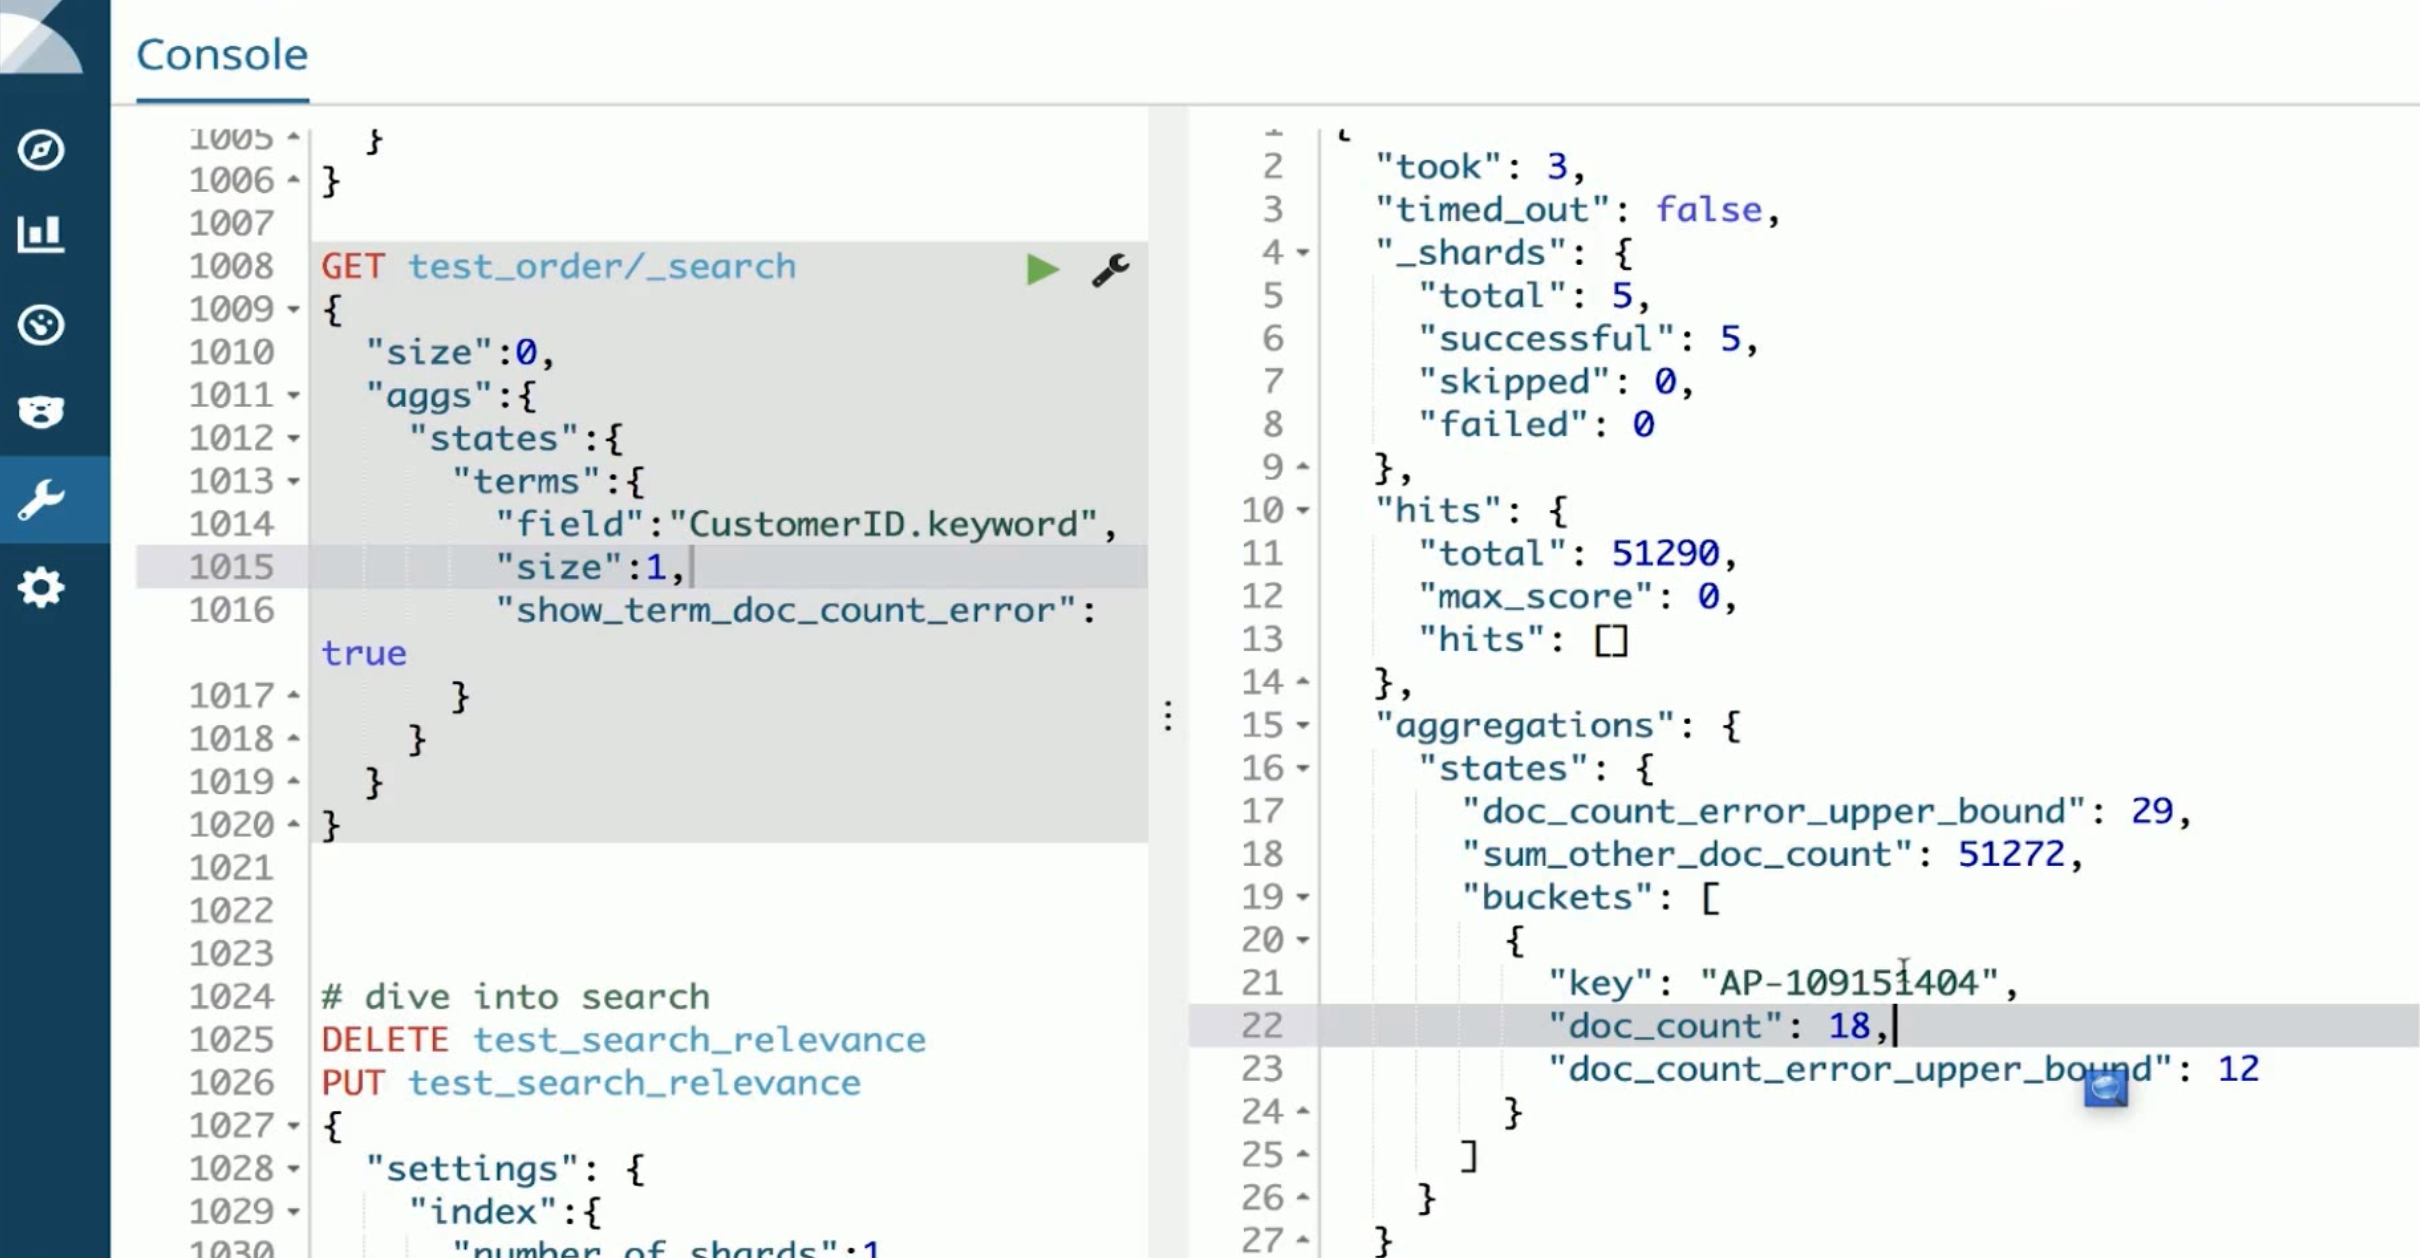 Console
1005 }
1006 }
1007
1008 GET test_order/_search
1009 {
1010 "size":0,
1011 "aggs":{
1012 "states":{
1013 "terms":{
1014 "field":"CustomerID.keyword",
1015 "size":1,
1016 "show_term_doc_count_error":
true
1017 }
1018 }
1019 }
1020 }
1021
1022
1023
1024 # dive into search
1025 DELETE test_search_relevance
1026 PUT test_search_relevance
1027 {
1028 "settings": {
1029 "index":{
1030 "number_of_shards":1
1 {
2 "took": 3,
3 "timed_out": false,
4 "_shards": {
5 "total": 5,
6 "successful": 5,
7 "skipped": 0,
8 "failed": 0
9 },
10 "hits": {
11 "total": 51290,
12 "max_score": 0,
13 "hits": []
14 },
15 "aggregations": {
16 "states": {
17 "doc_count_error_upper_bound": 29,
18 "sum_other_doc_count": 51272,
19 "buckets": [
20 {
21 "key": "AP-109151404",
22 "doc_count": 18,
23 "doc_count_error_upper_bound": 12
24 }
25 ]
26 }
27 }